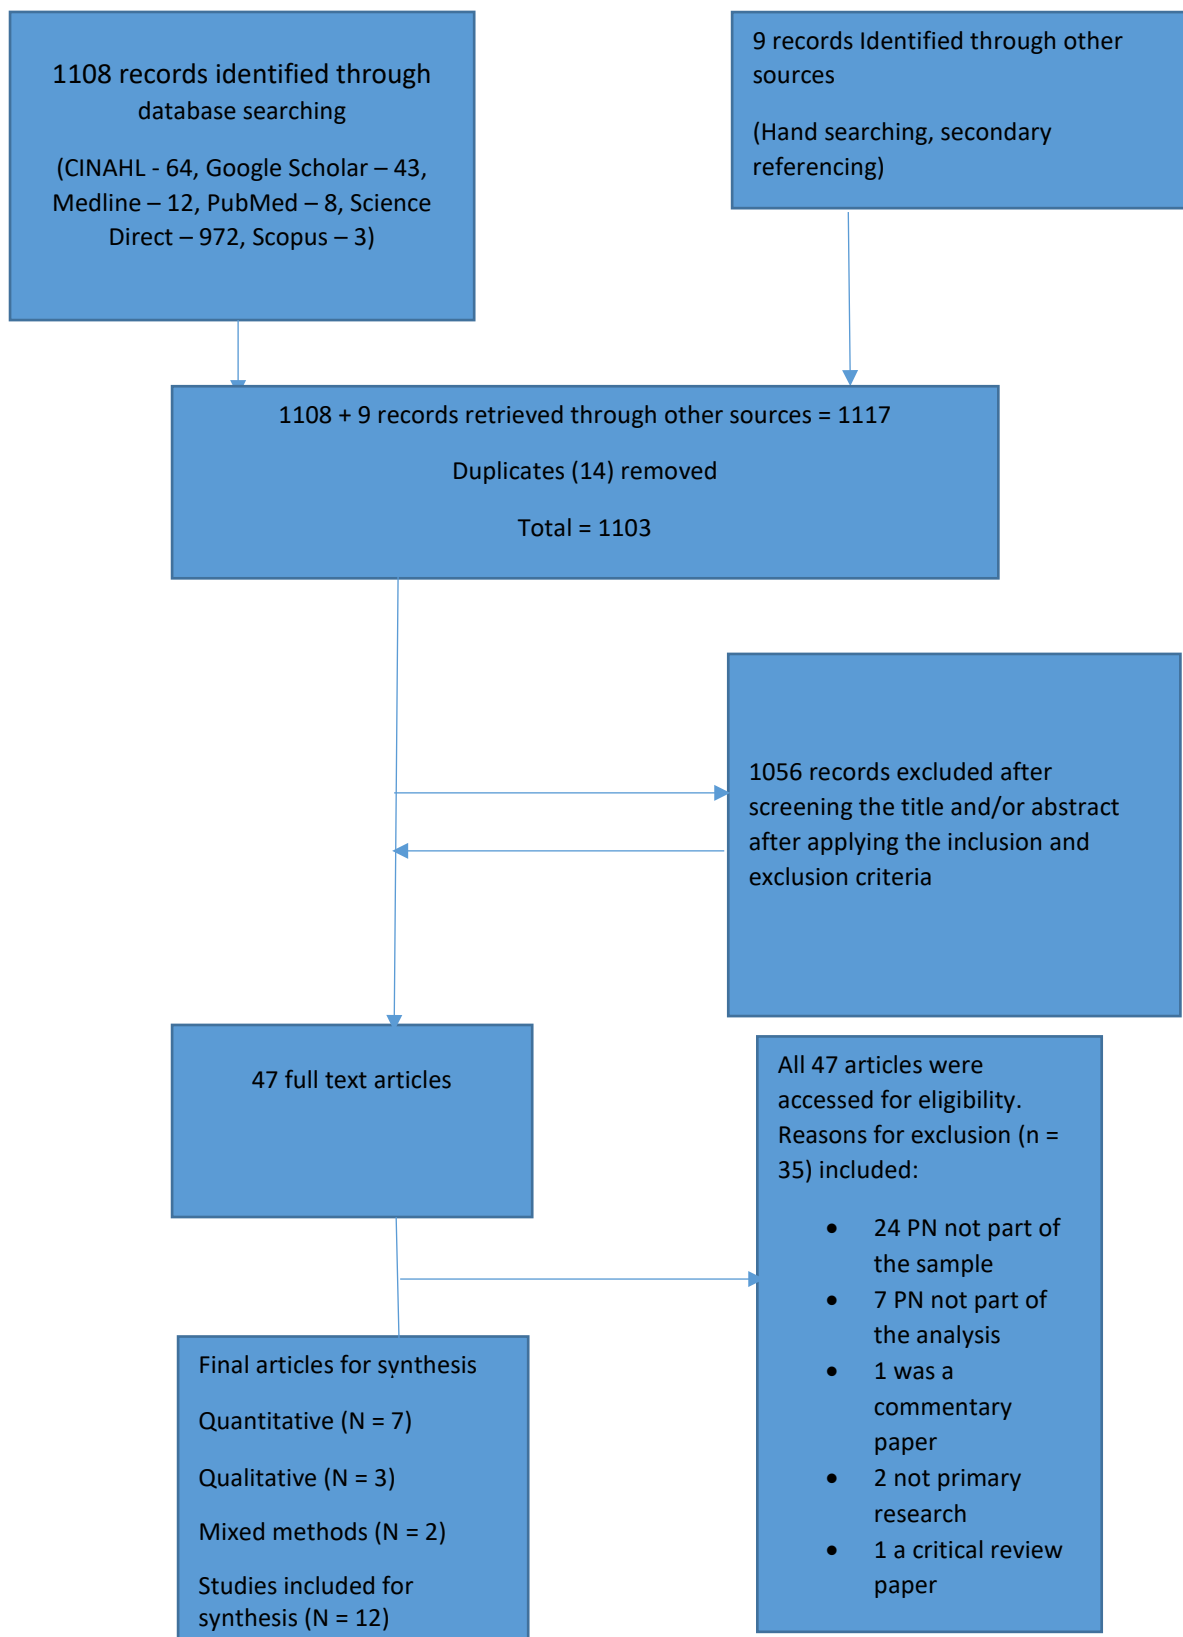 1108 records identified through
database searching
(CINAHL - 64, Google Scholar – 43,
Medline – 12, PubMed – 8, Science
Direct – 972, Scopus – 3)
9 records Identified through other
sources
(Hand searching, secondary
referencing)
1108 + 9 records retrieved through other sources = 1117
Duplicates (14) removed
Total = 1103
1056 records excluded after
screening the title and/or abstract
after applying the inclusion and
exclusion criteria
47 full text articles
All 47 articles were
accessed for eligibility.
Reasons for exclusion (n =
35) included:
• 24 PN not part of
the sample
• 7 PN not part of
the analysis
• 1 was a
commentary
paper
• 2 not primary
research
• 1 a critical review
paper
Final articles for synthesis
Quantitative (N = 7)
Qualitative (N = 3)
Mixed methods (N = 2)
Studies included for
synthesis (N = 12)